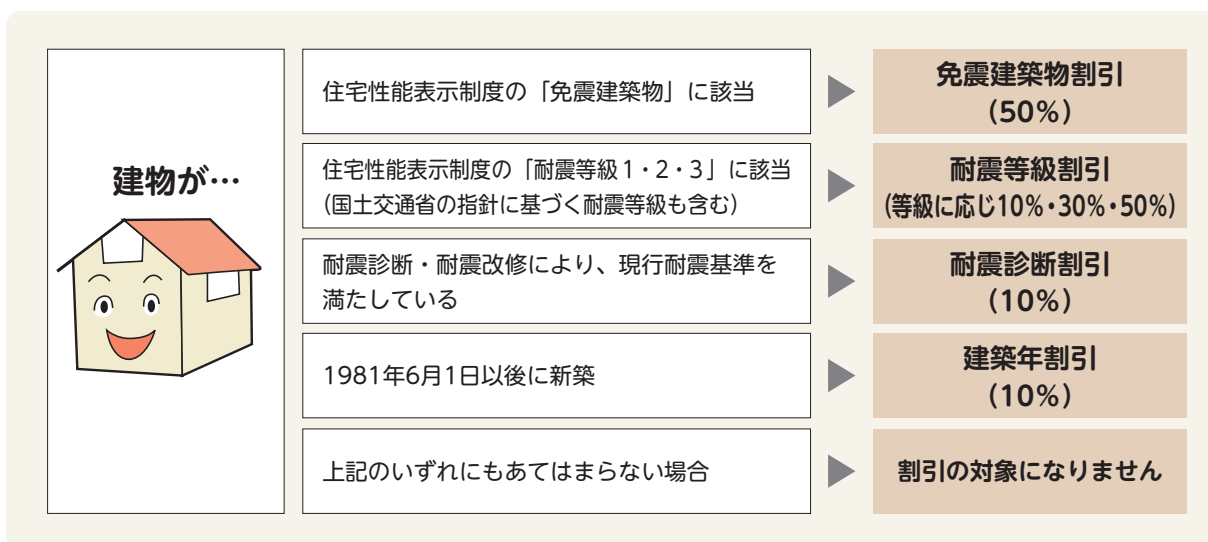 建物が…
住宅性能表示制度の「免震建築物」に該当
免震建築物割引
(50%)
住宅性能表示制度の「耐震等級1・2・3」に該当
(国土交通省の指針に基づく耐震等級も含む)
耐震等級割引
(等級に応じ10%・30%・50%)
耐震診断・耐震改修により、現行耐震基準を
満たしている
耐震診断割引
(10%)
1981年6月1日以後に新築
建築年割引
(10%)
上記のいずれにもあてはまらない場合
割引の対象になりません